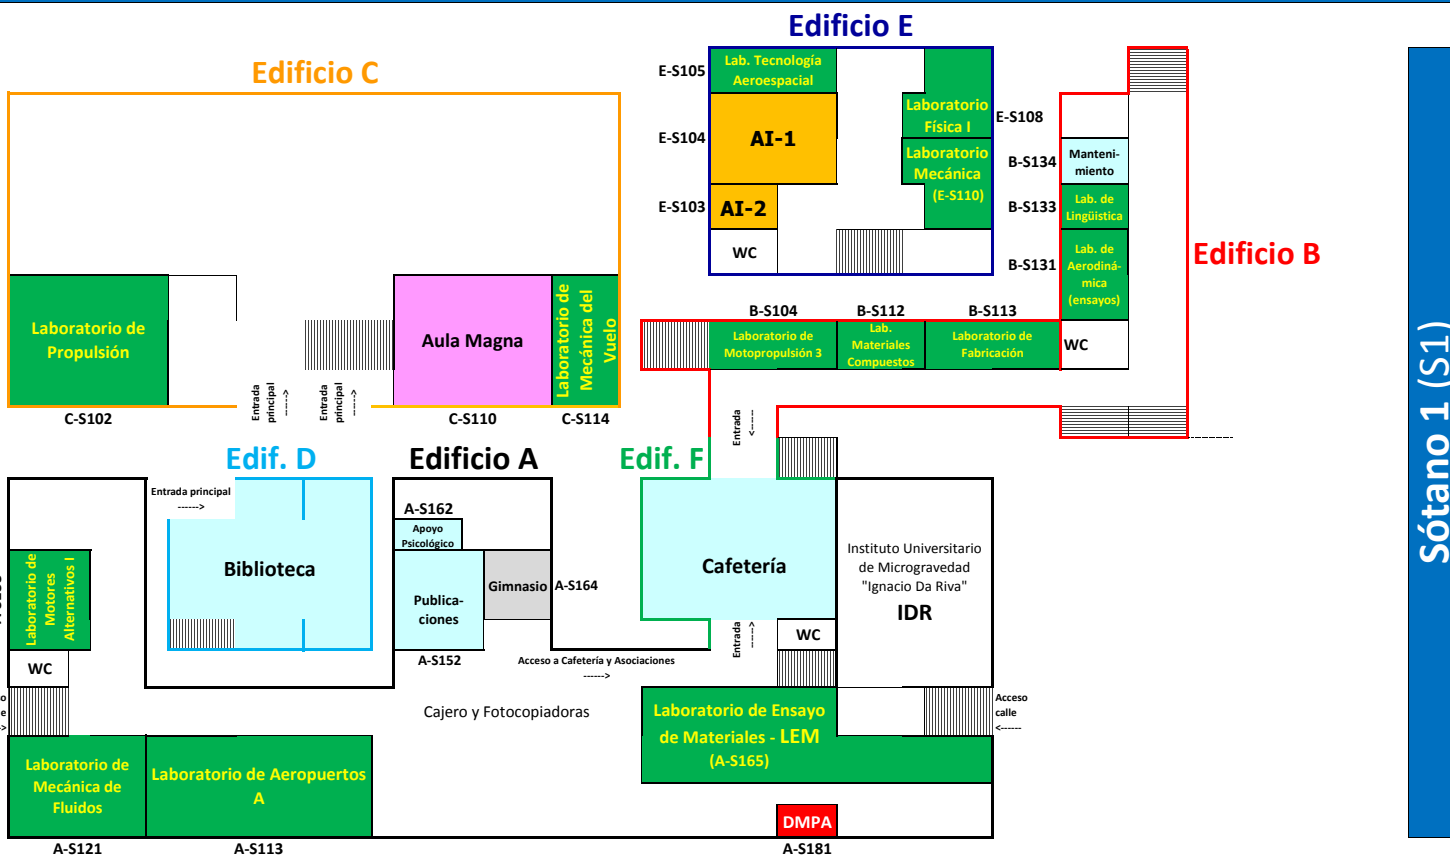 Edificio E
Edificio C
E-S105
Lab. Tecnología
Aeroespacial
E-S104
AI-1
Laboratorio
Física I
E-S108
Laboratorio
Mecánica
(E-S110)
B-S134
Manteni-
miento
E-S103
AI-2
B-S133
Lab. de
Lingüistica
WC
B-S131
Lab. de
Aerodiná-
mica
(ensayos)
Edificio B
B-S104
B-S112
B-S113
Laboratorio de
Motopropulsión 3
Lab.
Materiales
Compuestos
Laboratorio de
Fabricación
WC
Laboratorio de
Propulsión
Aula Magna
Laboratorio de
Mecánica del
Vuelo
Entrada
principal
------>
Entrada
principal
------>
C-S102
C-S110
C-S114
Entrada
<------
Sótano 1 (S1)
Edif. D
Edificio A
Edif. F
Entrada principal
------>
Biblioteca
A-S162
Apoyo
Psicológico
Publica-
ciones
Gimnasio
A-S164
A-S152
Cafetería
Instituto Universitario
de Microgravedad
"Ignacio Da Riva"
IDR
Laboratorio de
Motores
Alternativos I
WC
Acceso a Cafetería y Asociaciones
------>
Entrada
------>
WC
Cajero y Fotocopiadoras
Laboratorio de Ensayo
de Materiales - LEM
(A-S165)
Acceso
calle
<------
Laboratorio de
Mecánica de
Fluidos
Laboratorio de Aeropuertos
A
DMPA
A-S121
A-S113
A-S181